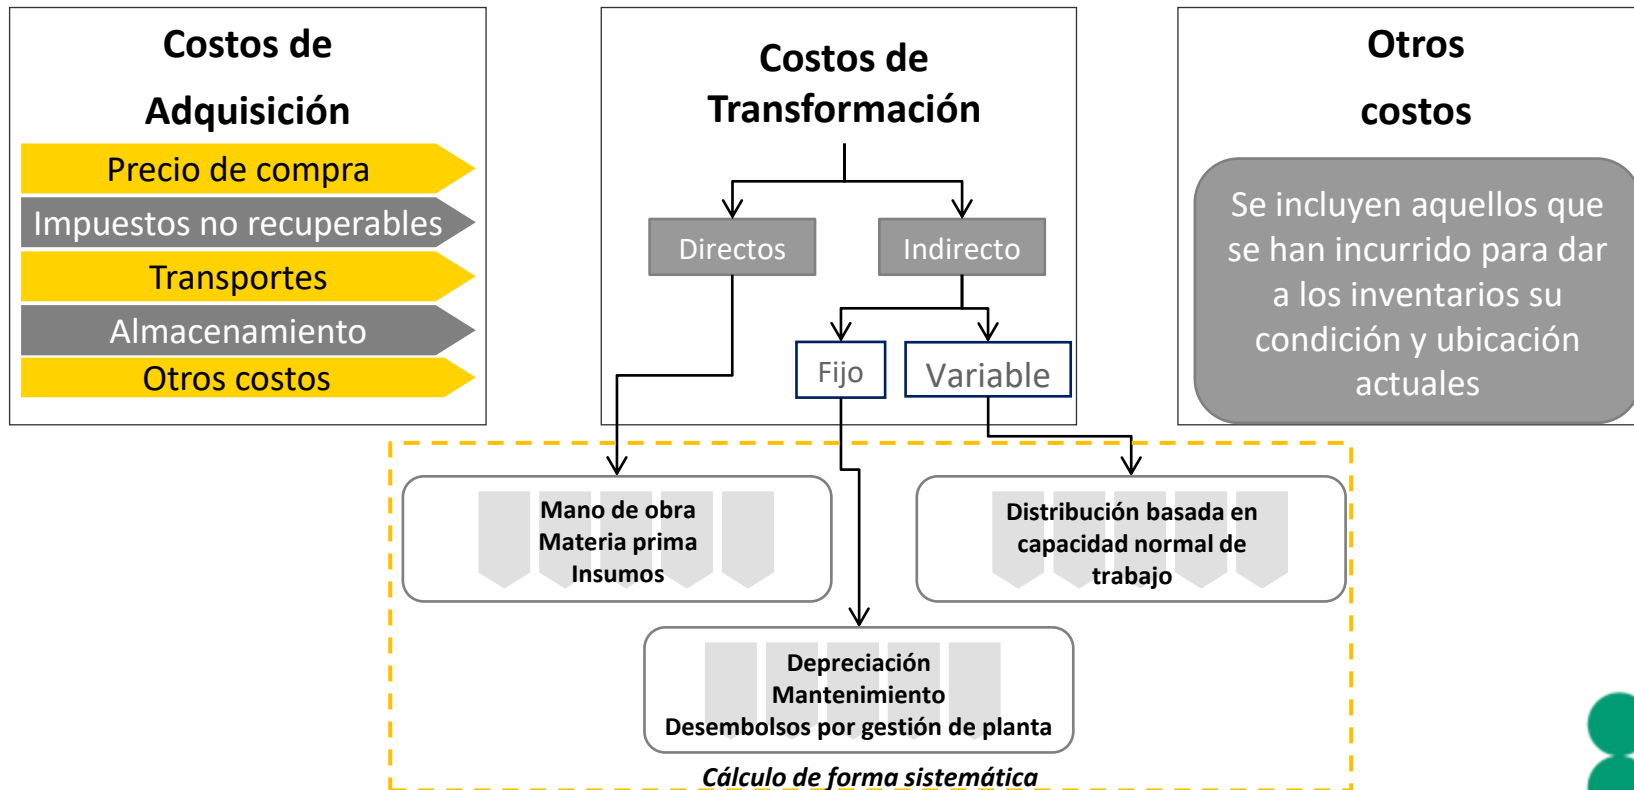 Costos de
Adquisición
Precio de compra
Impuestos no recuperables
Transportes
Almacenamiento
Otros costos
Costos de
Transformación
Directos
Indirecto
Fijo
Variable
Otros
costos
Se incluyen aquellos que
se han incurrido para dar
a los inventarios su
condición y ubicación
actuales
Mano de obra
Materia prima
Insumos
Distribución basada en
capacidad normal de
trabajo
Depreciación
Mantenimiento
Desembolsos por gestión de planta
Cálculo de forma sistemática